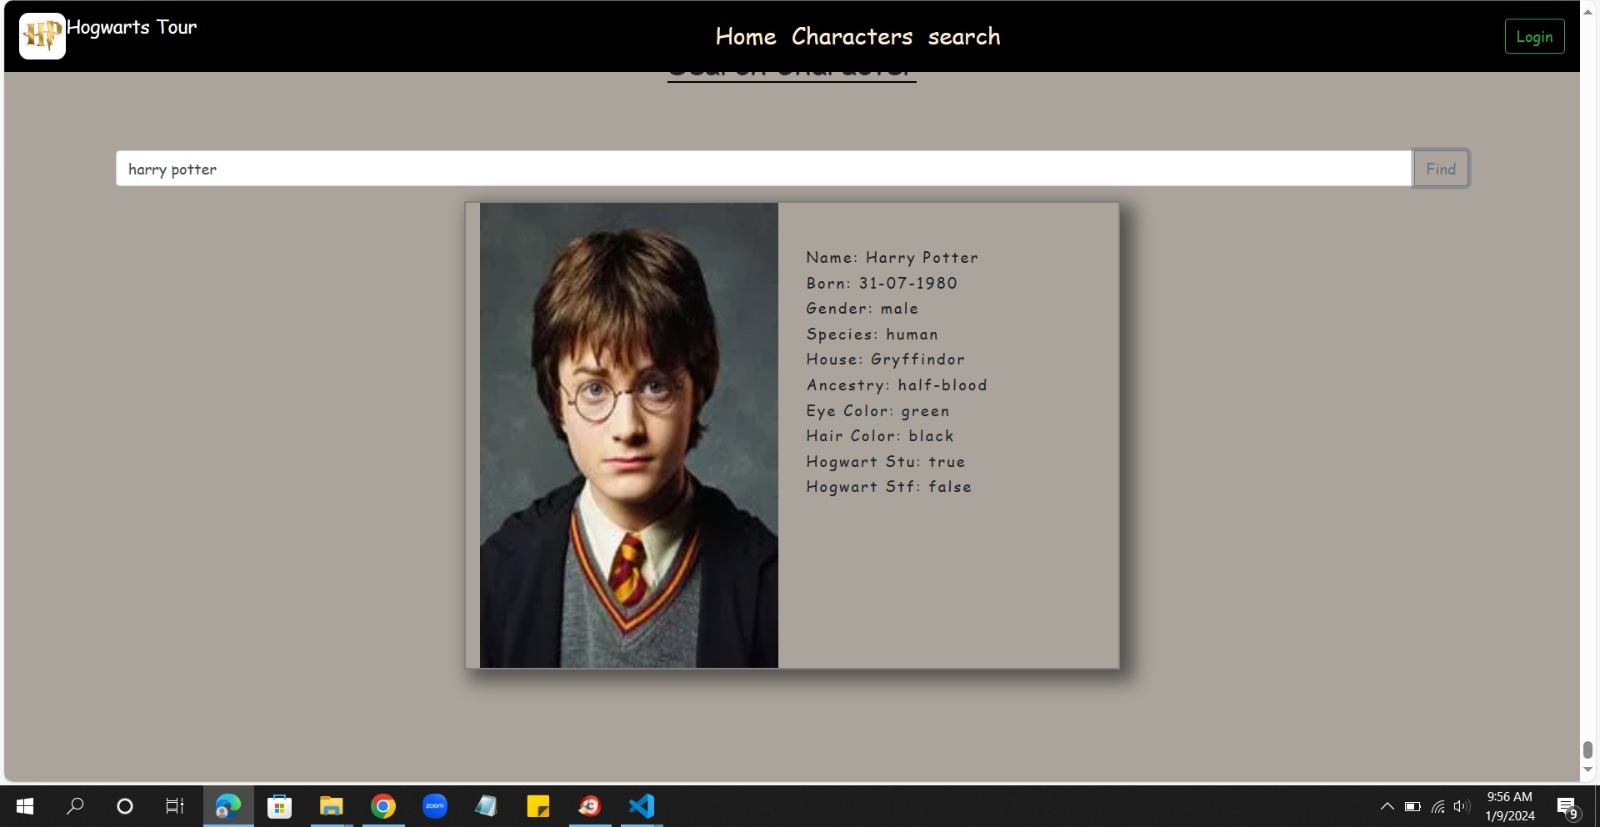 HP
Hogwarts Tour
Home Characters search
Login
Search Character
harry potter
Find
Name: Harry Potter
Born: 31-07-1980
Gender: male
Species: human
House: Gryffindor
Ancestry: half-blood
Eye Color: green
Hair Color: black
Hogwart Stu: true
Hogwart Stf: false
zoom
9:56 AM
1/9/2024
9